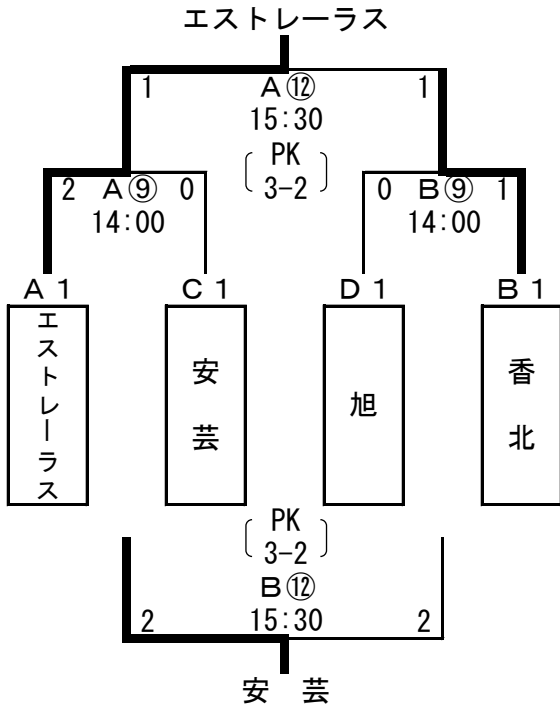 エストレーラス
1 A⑫ 1
15:30
PK
3-2
2 A⑨ 0 0 B⑨ 1
14:00 14:00
A1 C1 D1 B1
エストレーラス
安芸
旭
香北
PK
3-2
B⑫
2 15:30 2
安 芸